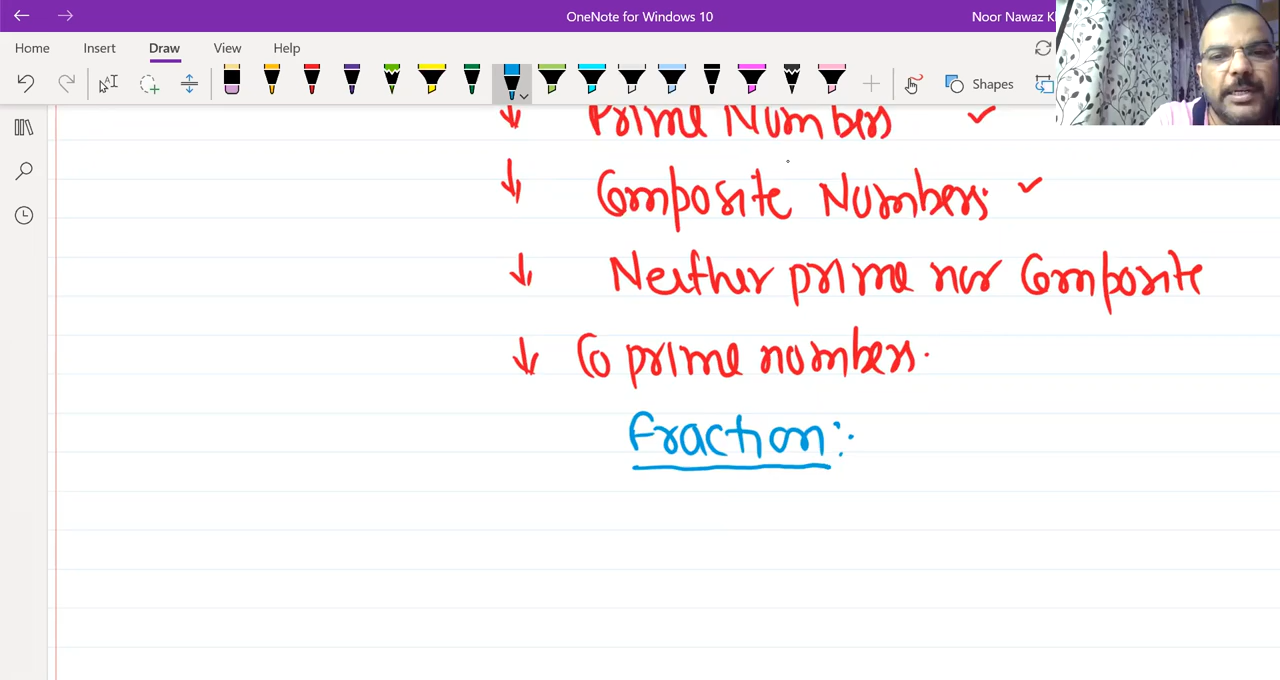 OneNote for Windows 10
Noor Nawaz Kh
Home Insert Draw View Help
Shapes
↓ Prime Numbers ✓
↓ Composite Numbers. ✓
↓ Neither prime nor Composite
↓ Co prime numbers.
Fraction:-